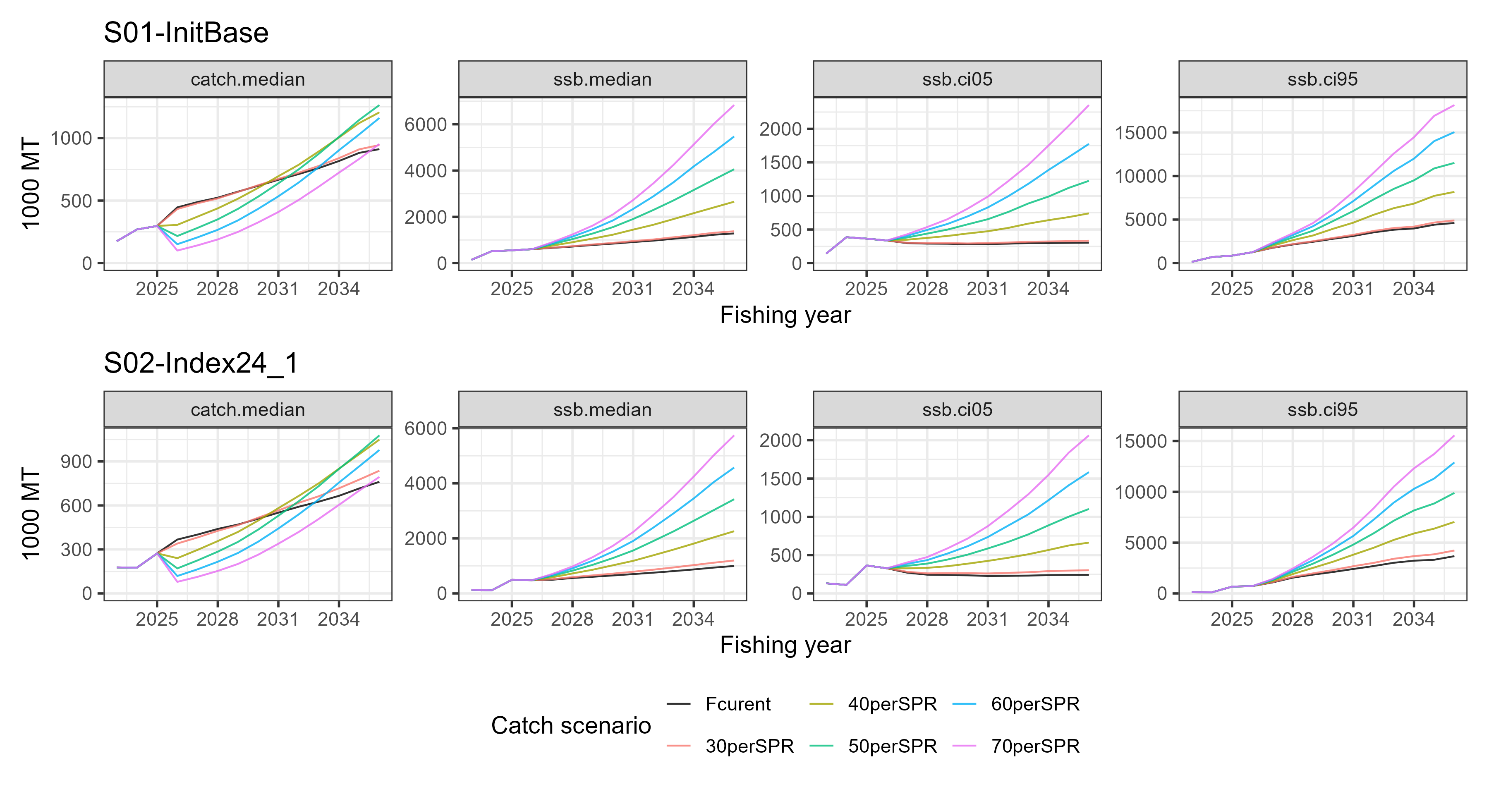 S01-InitBase
catch.median ssb.median ssb.ci05 ssb.ci95
1000 MT
1000
500
0
6000
4000
2000
0
2000
1500
1000
500
0
15000
10000
5000
0
2025 2028 2031 2034 2025 2028 2031 2034 2025 2028 2031 2034 2025 2028 2031 2034
Fishing year
S02-Index24_1
catch.median ssb.median ssb.ci05 ssb.ci95
1000 MT
900
600
300
0
6000
4000
2000
0
2000
1500
1000
500
0
15000
10000
5000
0
2025 2028 2031 2034 2025 2028 2031 2034 2025 2028 2031 2034 2025 2028 2031 2034
Fishing year
Catch scenario
Fcurent 40perSPR 60perSPR
30perSPR 50perSPR 70perSPR